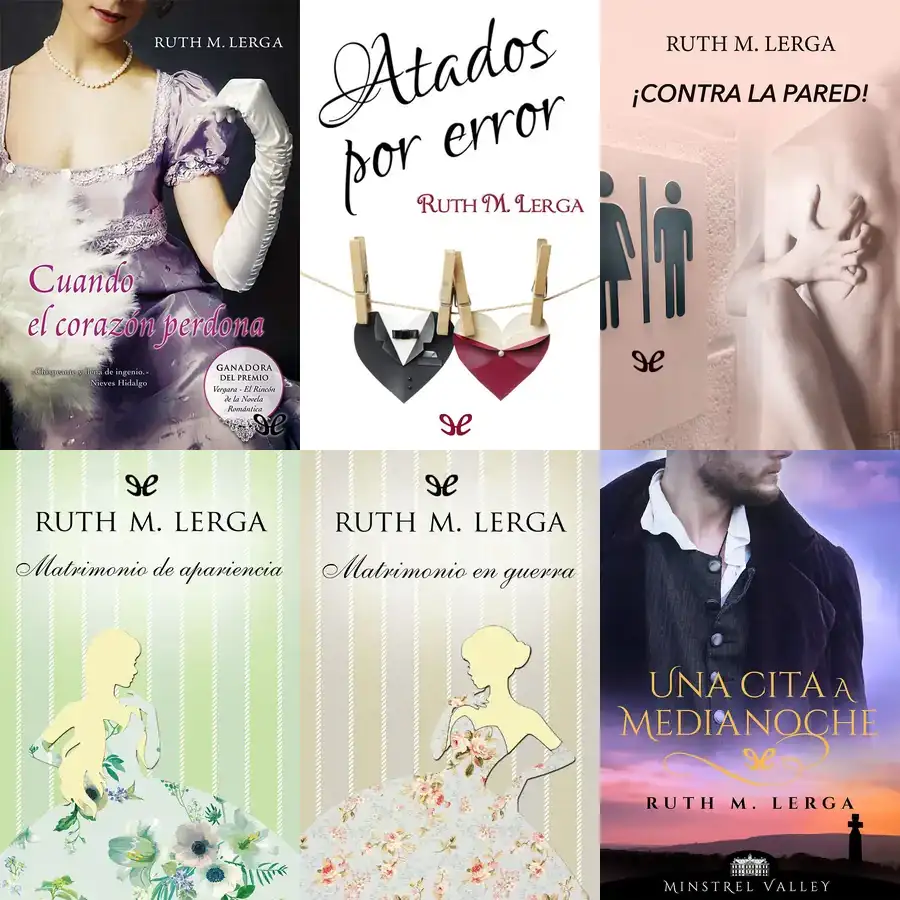 RUTH M. LERGA
Cuando
el corazón perdona
«Chispeante y llena de ingenio.»
Nieves Hidalgo
GANADORA
DEL PREMIO
Vergara - El Rincón
de la Novela
Romántica
Atados
por error
RUTH M. LERGA
RUTH M. LERGA
¡CONTRA LA PARED!
RUTH M. LERGA
Matrimonio de apariencia
RUTH M. LERGA
Matrimonio en guerra
UNA CITA A
MEDIANOCHE
RUTH M. LERGA
MINSTREL VALLEY